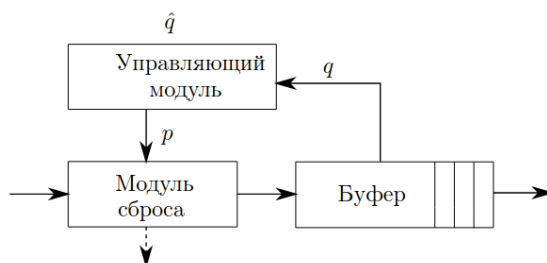 q̂
Управляющий
модуль
q
p
Модуль
сброса
Буфер